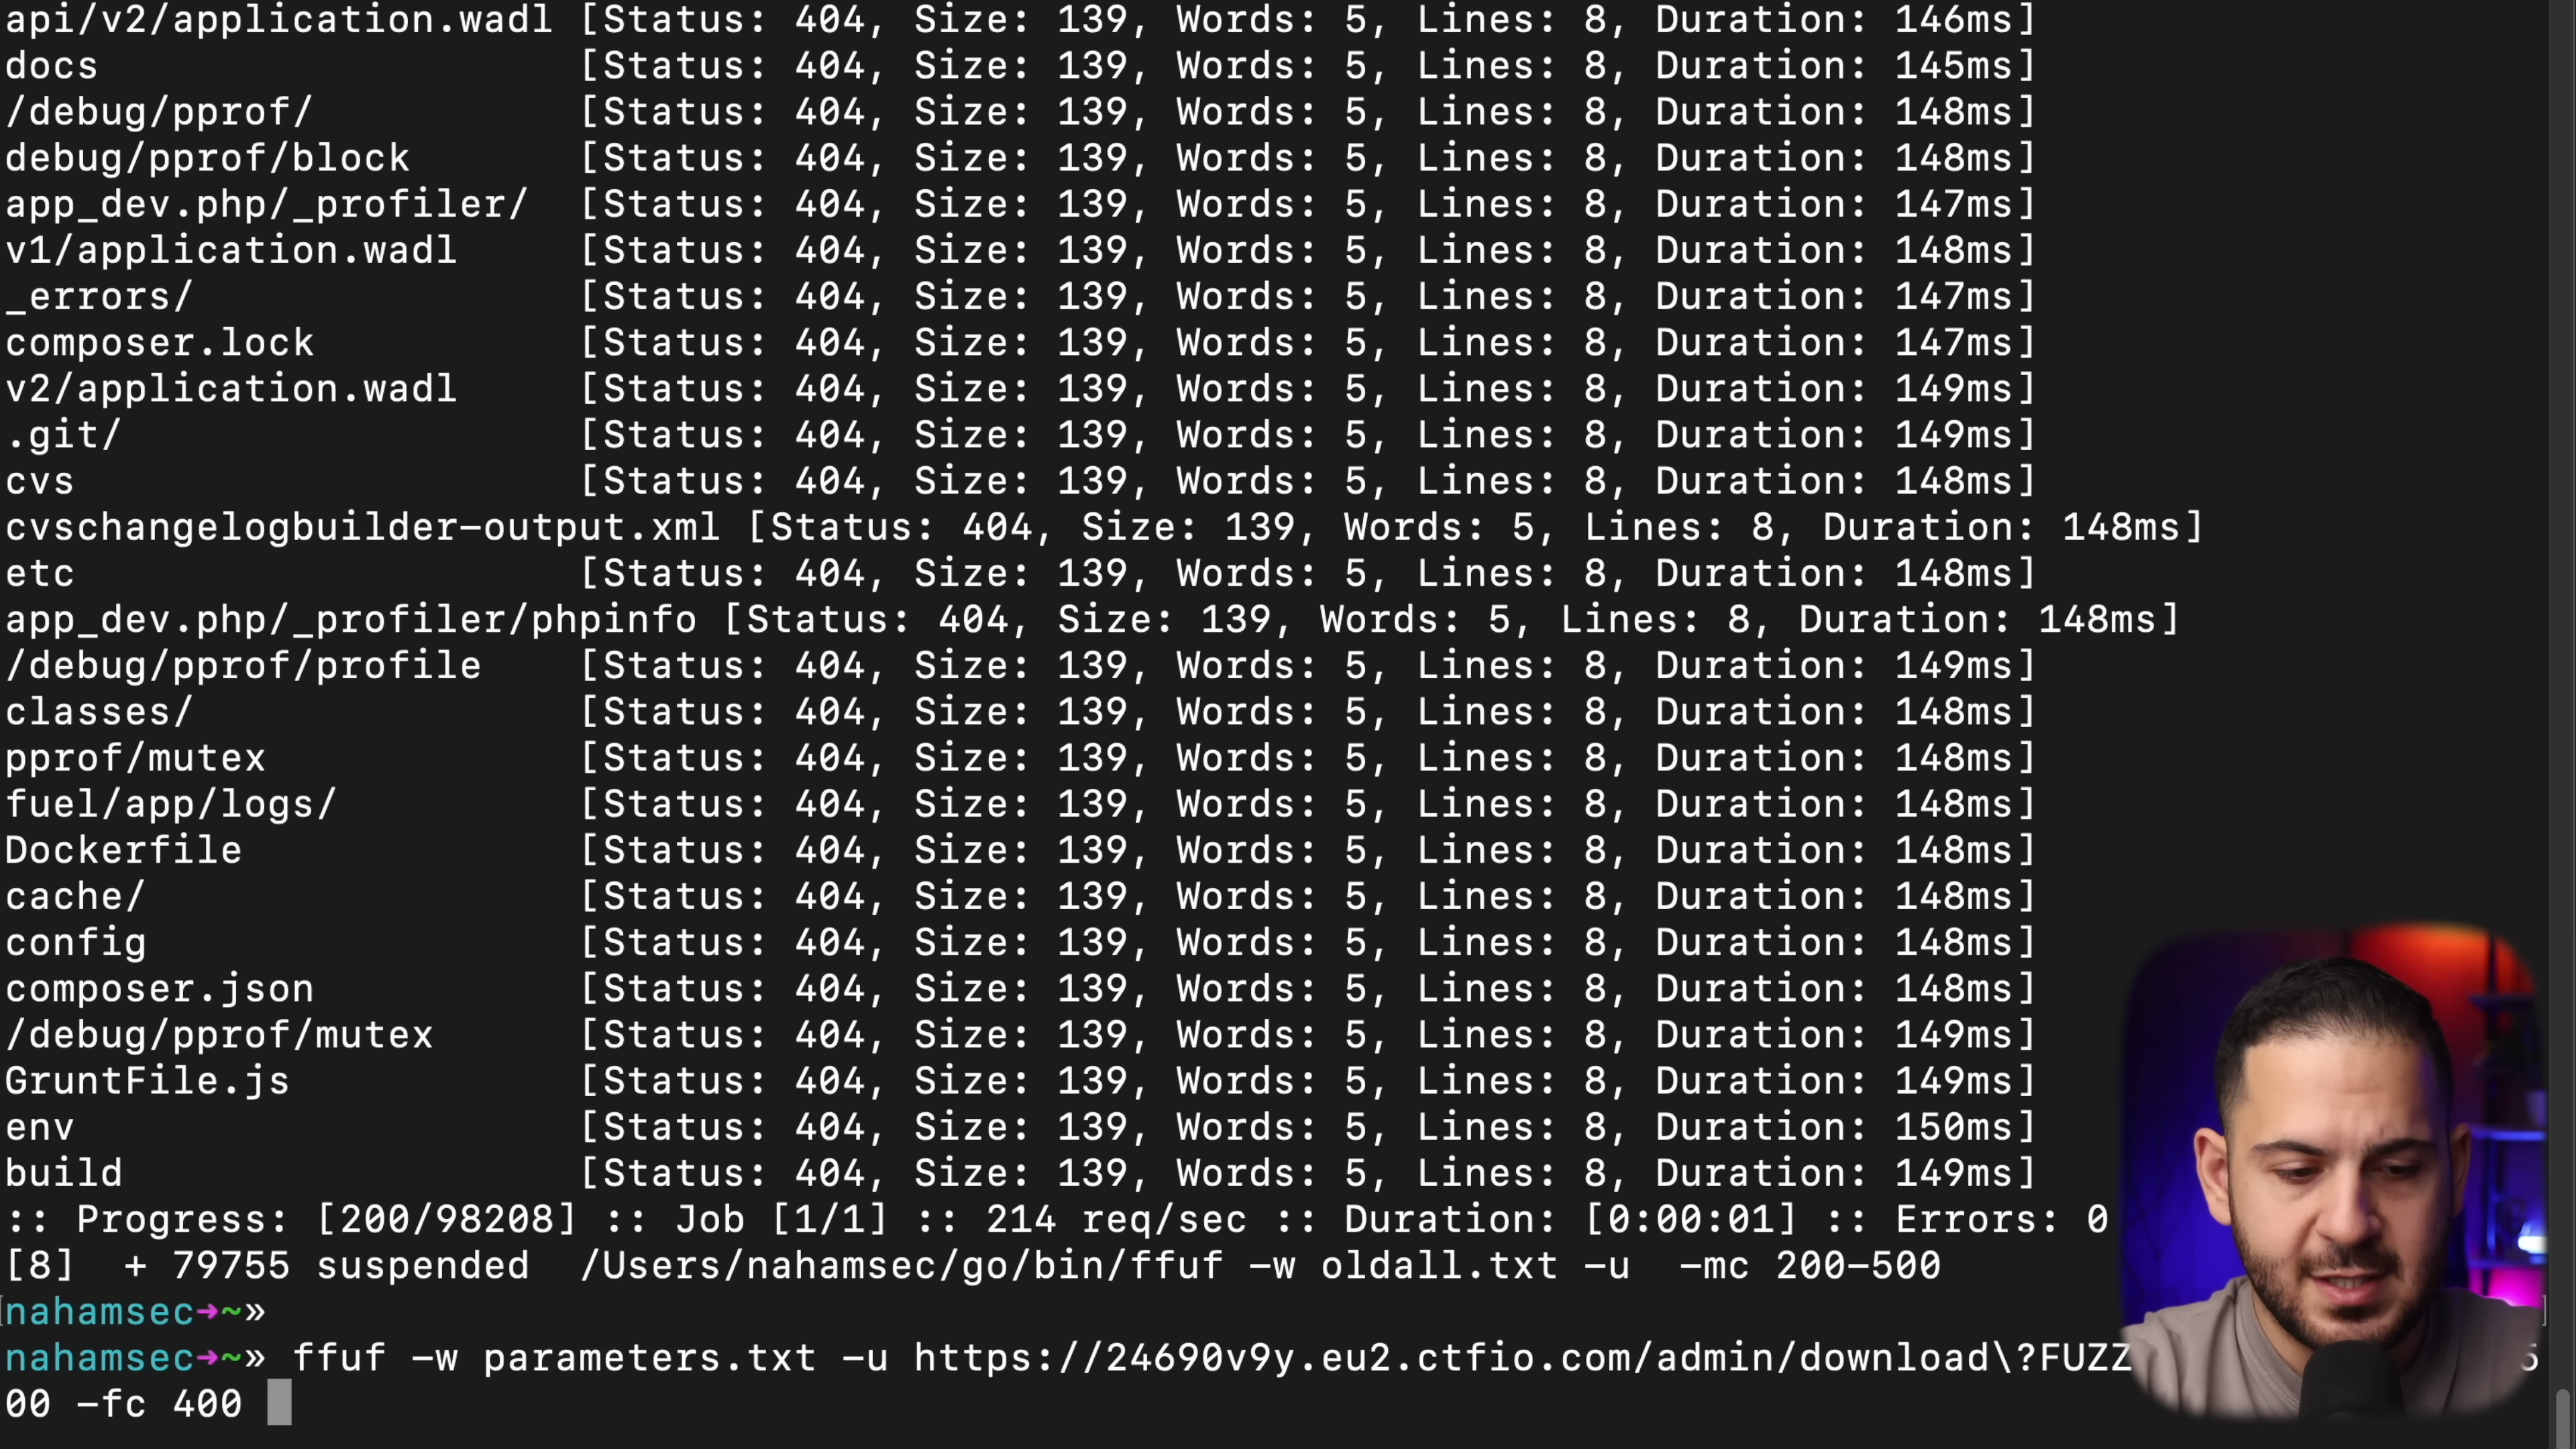 api/v2/application.wadl [Status: 404, Size: 139, Words: 5, Lines: 8, Duration: 146ms]
docs [Status: 404, Size: 139, Words: 5, Lines: 8, Duration: 145ms]
/debug/pprof/ [Status: 404, Size: 139, Words: 5, Lines: 8, Duration: 148ms]
debug/pprof/block [Status: 404, Size: 139, Words: 5, Lines: 8, Duration: 148ms]
app_dev.php/_profiler/ [Status: 404, Size: 139, Words: 5, Lines: 8, Duration: 147ms]
v1/application.wadl [Status: 404, Size: 139, Words: 5, Lines: 8, Duration: 148ms]
_errors/ [Status: 404, Size: 139, Words: 5, Lines: 8, Duration: 147ms]
composer.lock [Status: 404, Size: 139, Words: 5, Lines: 8, Duration: 147ms]
v2/application.wadl [Status: 404, Size: 139, Words: 5, Lines: 8, Duration: 149ms]
.git/ [Status: 404, Size: 139, Words: 5, Lines: 8, Duration: 149ms]
cvs [Status: 404, Size: 139, Words: 5, Lines: 8, Duration: 148ms]
cvschangelogbuilder-output.xml [Status: 404, Size: 139, Words: 5, Lines: 8, Duration: 148ms]
etc [Status: 404, Size: 139, Words: 5, Lines: 8, Duration: 148ms]
app_dev.php/_profiler/phpinfo [Status: 404, Size: 139, Words: 5, Lines: 8, Duration: 148ms]
/debug/pprof/profile [Status: 404, Size: 139, Words: 5, Lines: 8, Duration: 149ms]
classes/ [Status: 404, Size: 139, Words: 5, Lines: 8, Duration: 148ms]
pprof/mutex [Status: 404, Size: 139, Words: 5, Lines: 8, Duration: 148ms]
fuel/app/logs/ [Status: 404, Size: 139, Words: 5, Lines: 8, Duration: 148ms]
Dockerfile [Status: 404, Size: 139, Words: 5, Lines: 8, Duration: 148ms]
cache/ [Status: 404, Size: 139, Words: 5, Lines: 8, Duration: 148ms]
config [Status: 404, Size: 139, Words: 5, Lines: 8, Duration: 148ms]
composer.json [Status: 404, Size: 139, Words: 5, Lines: 8, Duration: 148ms]
/debug/pprof/mutex [Status: 404, Size: 139, Words: 5, Lines: 8, Duration: 149ms]
GruntFile.js [Status: 404, Size: 139, Words: 5, Lines: 8, Duration: 149ms]
env [Status: 404, Size: 139, Words: 5, Lines: 8, Duration: 150ms]
build [Status: 404, Size: 139, Words: 5, Lines: 8, Duration: 149ms]
:: Progress: [200/98208] :: Job [1/1] :: 214 req/sec :: Duration: [0:00:01] :: Errors: 0
[8] + 79755 suspended /Users/nahamsec/go/bin/ffuf -w oldall.txt -u -mc 200-500
nahamsec➜~»
nahamsec➜~» ffuf -w parameters.txt -u https://24690v9y.eu2.ctfio.com/admin/download\?FUZZ
00 -fc 400